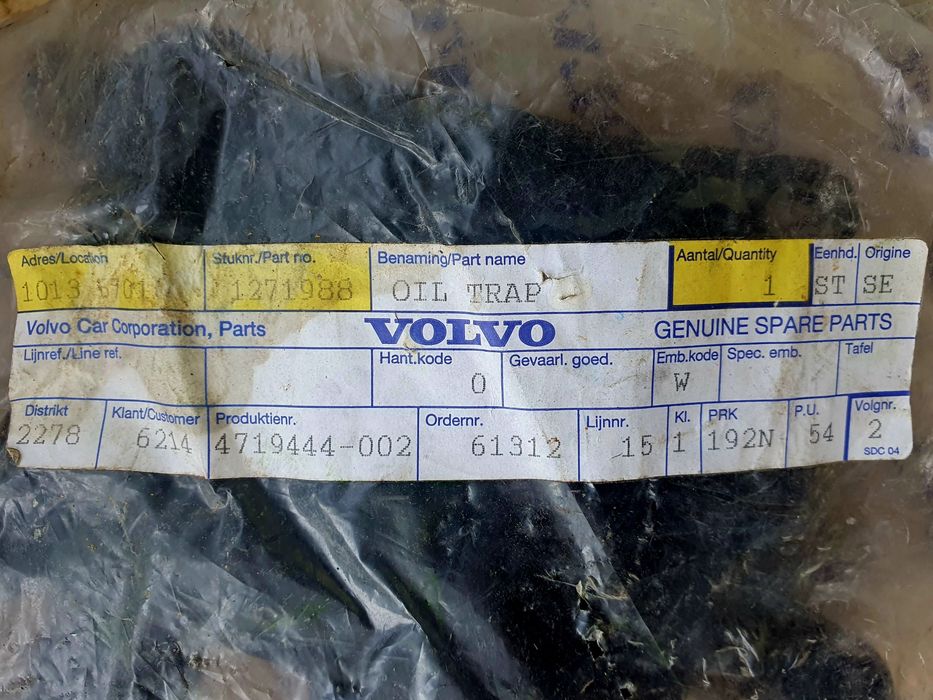 Adres/Location Stuknr./Part no. Benaming/Part name Aantal/Quantity Eenhd. Origine
1013 1271988 OIL TRAP 1 ST SE
Volvo Car Corporation, Parts VOLVO GENUINE SPARE PARTS
Lijnref./Line ref. Hant.kode Gevaarl. goed. Emb.kode Spec. emb. Tafel
0 W
Distrikt Klant/Customer Produktienr. Ordernr. Lijnnr. Kl. PRK P.U. Volgnr.
2278 6214 4719444-002 61312 15 1 192N 54 2
SDC 04